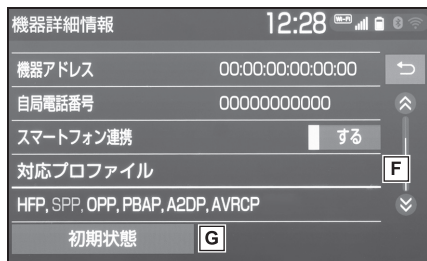 機器詳細情報 12:28 Wi-Fi
機器アドレス 00:00:00:00:00:00
自局電話番号 00000000000
スマートフォン連携 する
対応プロファイル F
HFP, SPP, OPP, PBAP, A2DP, AVRCP
初期状態 G